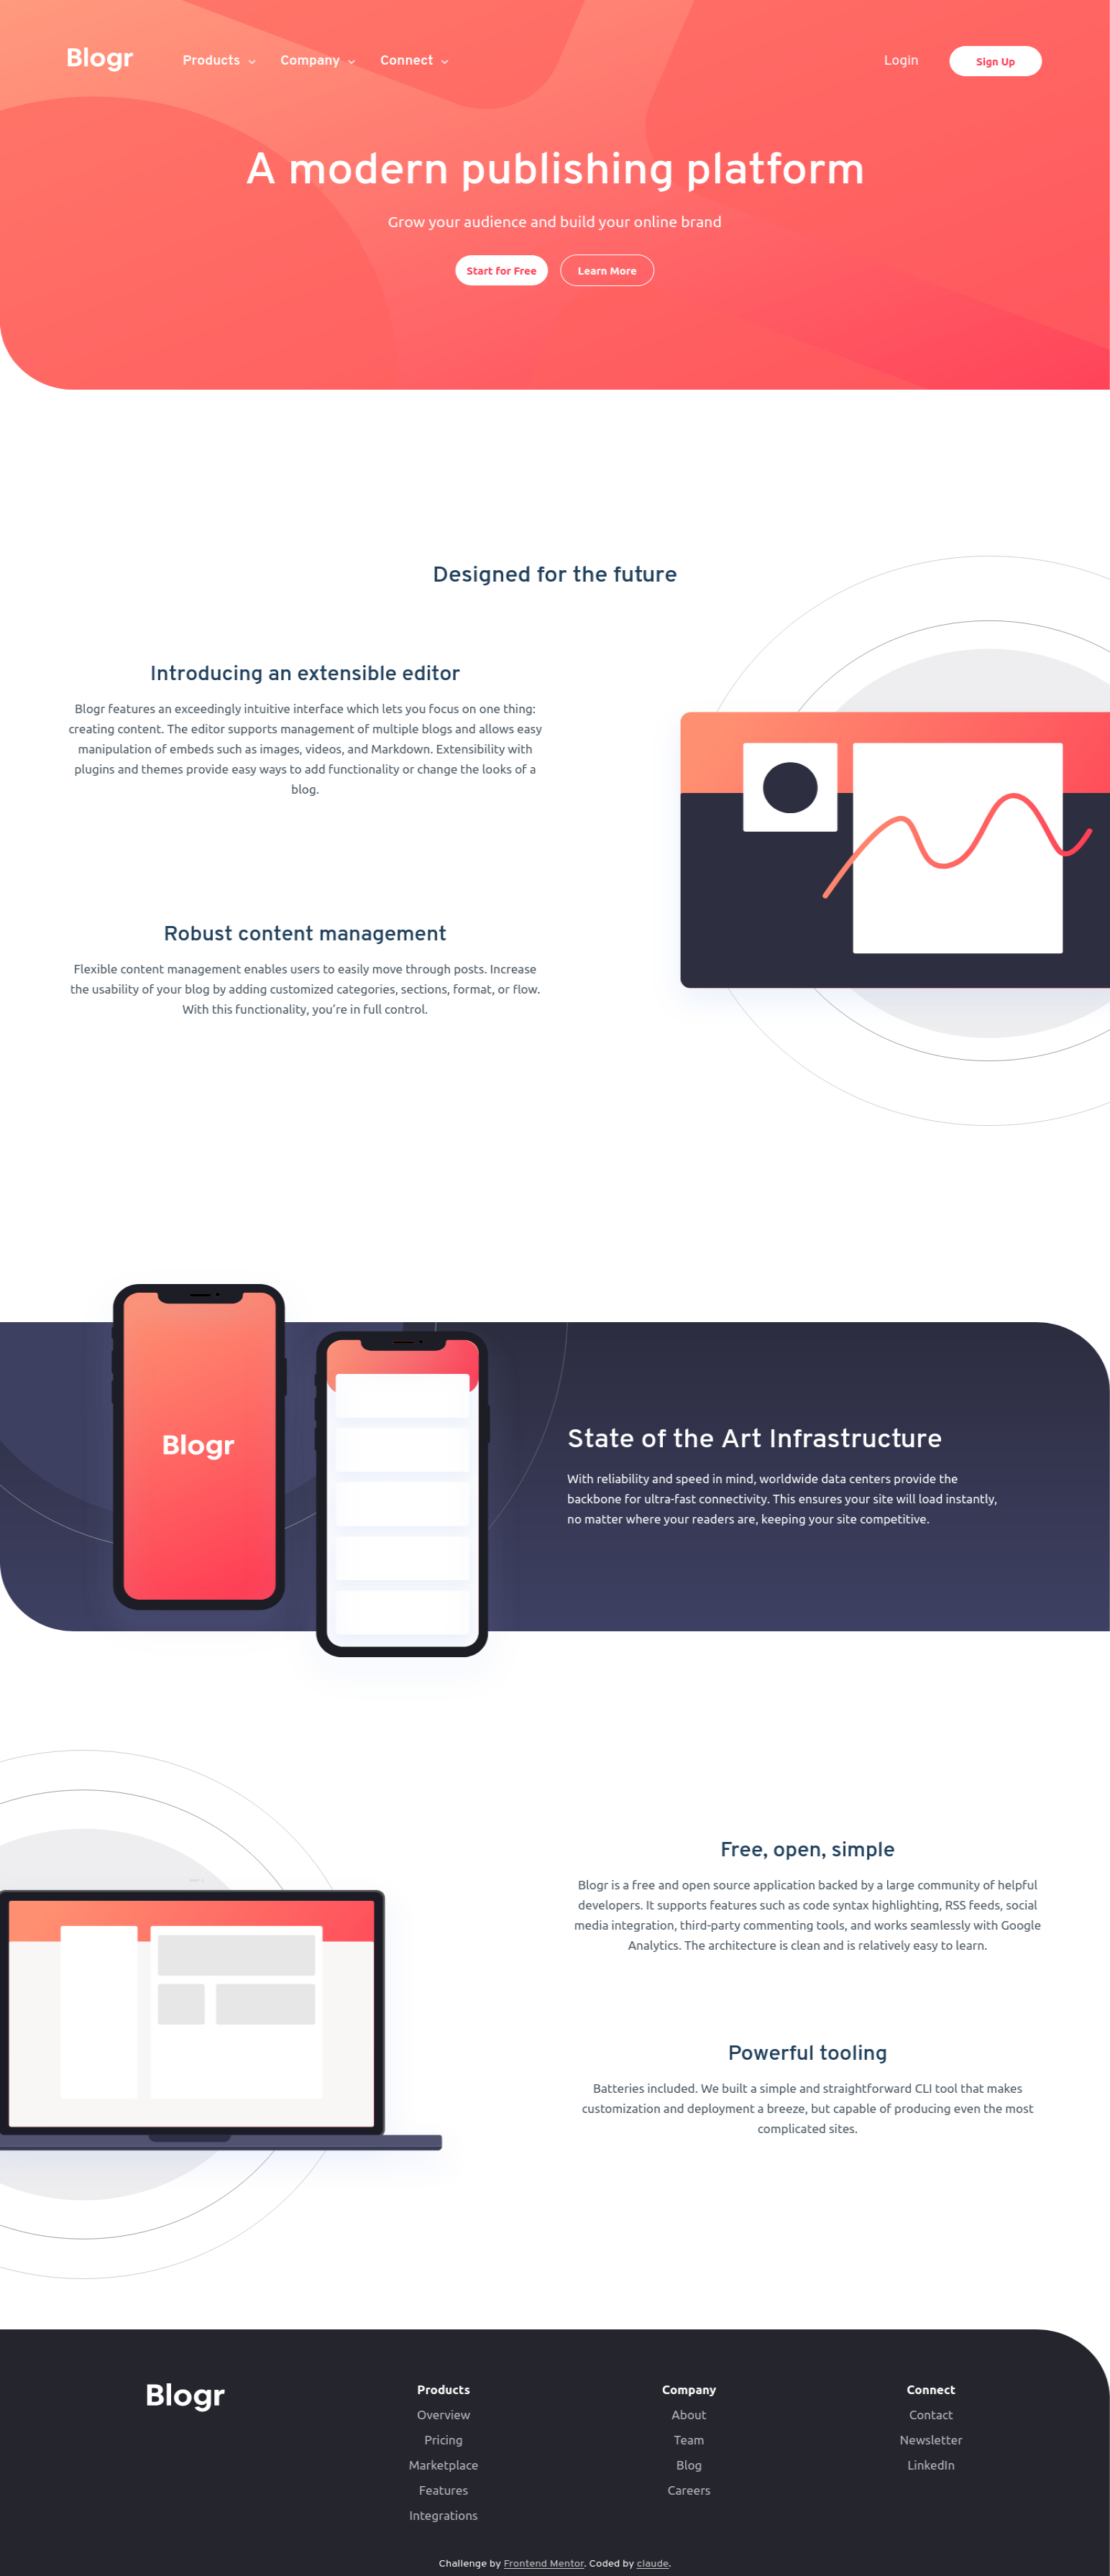 Blogr
Products
Company
Connect
Login
Sign Up
A modern publishing platform
Grow your audience and build your online brand
Start for Free
Learn More
Designed for the future
Introducing an extensible editor
Blogr features an exceedingly intuitive interface which lets you focus on one thing:
creating content. The editor supports management of multiple blogs and allows easy
manipulation of embeds such as images, videos, and Markdown. Extensibility with
plugins and themes provide easy ways to add functionality or change the looks of a
blog.
Robust content management
Flexible content management enables users to easily move through posts. Increase
the usability of your blog by adding customized categories, sections, format, or flow.
With this functionality, you're in full control.
Blogr
State of the Art Infrastructure
With reliability and speed in mind, worldwide data centers provide the
backbone for ultra-fast connectivity. This ensures your site will load instantly,
no matter where your readers are, keeping your site competitive.
Free, open, simple
Blogr is a free and open source application backed by a large community of helpful
developers. It supports features such as code syntax highlighting, RSS feeds, social
media integration, third-party commenting tools, and works seamlessly with Google
Analytics. The architecture is clean and is relatively easy to learn.
Powerful tooling
Batteries included. We built a simple and straightforward CLI tool that makes
customization and deployment a breeze, but capable of producing even the most
complicated sites.
Blogr
Products
Overview
Pricing
Marketplace
Features
Integrations
Company
About
Team
Blog
Careers
Connect
Contact
Newsletter
LinkedIn
Challenge by Frontend Mentor. Coded by claude.